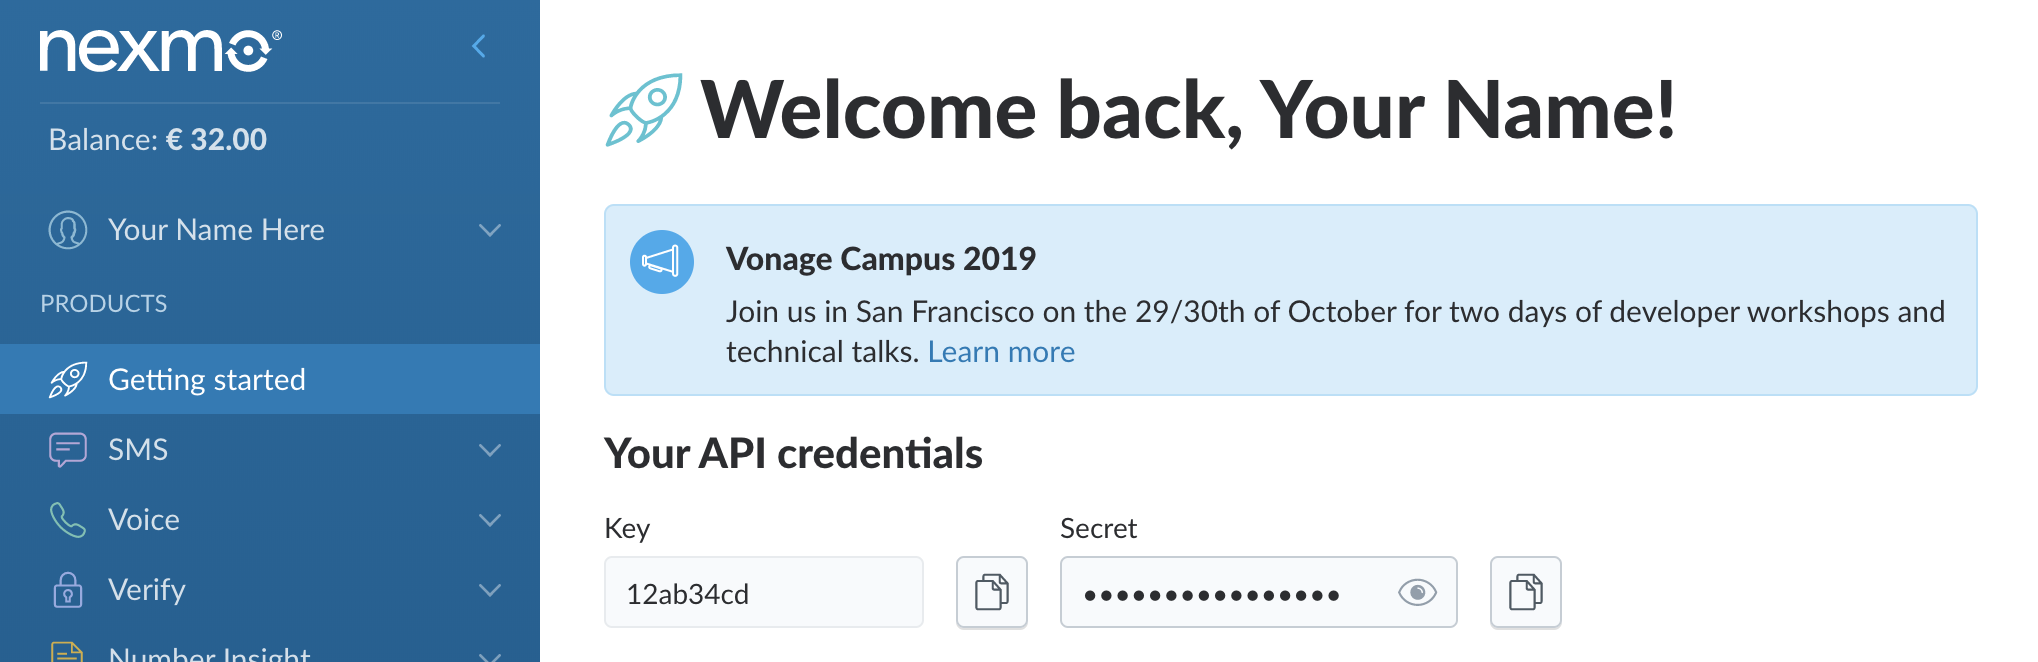 nexmo®
Balance: € 32.00
Your Name Here
PRODUCTS
Getting started
SMS
Voice
Verify
Number Insight
Welcome back, Your Name!
Vonage Campus 2019
Join us in San Francisco on the 29/30th of October for two days of developer workshops and
technical talks. Learn more
Your API credentials
Key
Secret
12ab34cd
••••••••••••••••